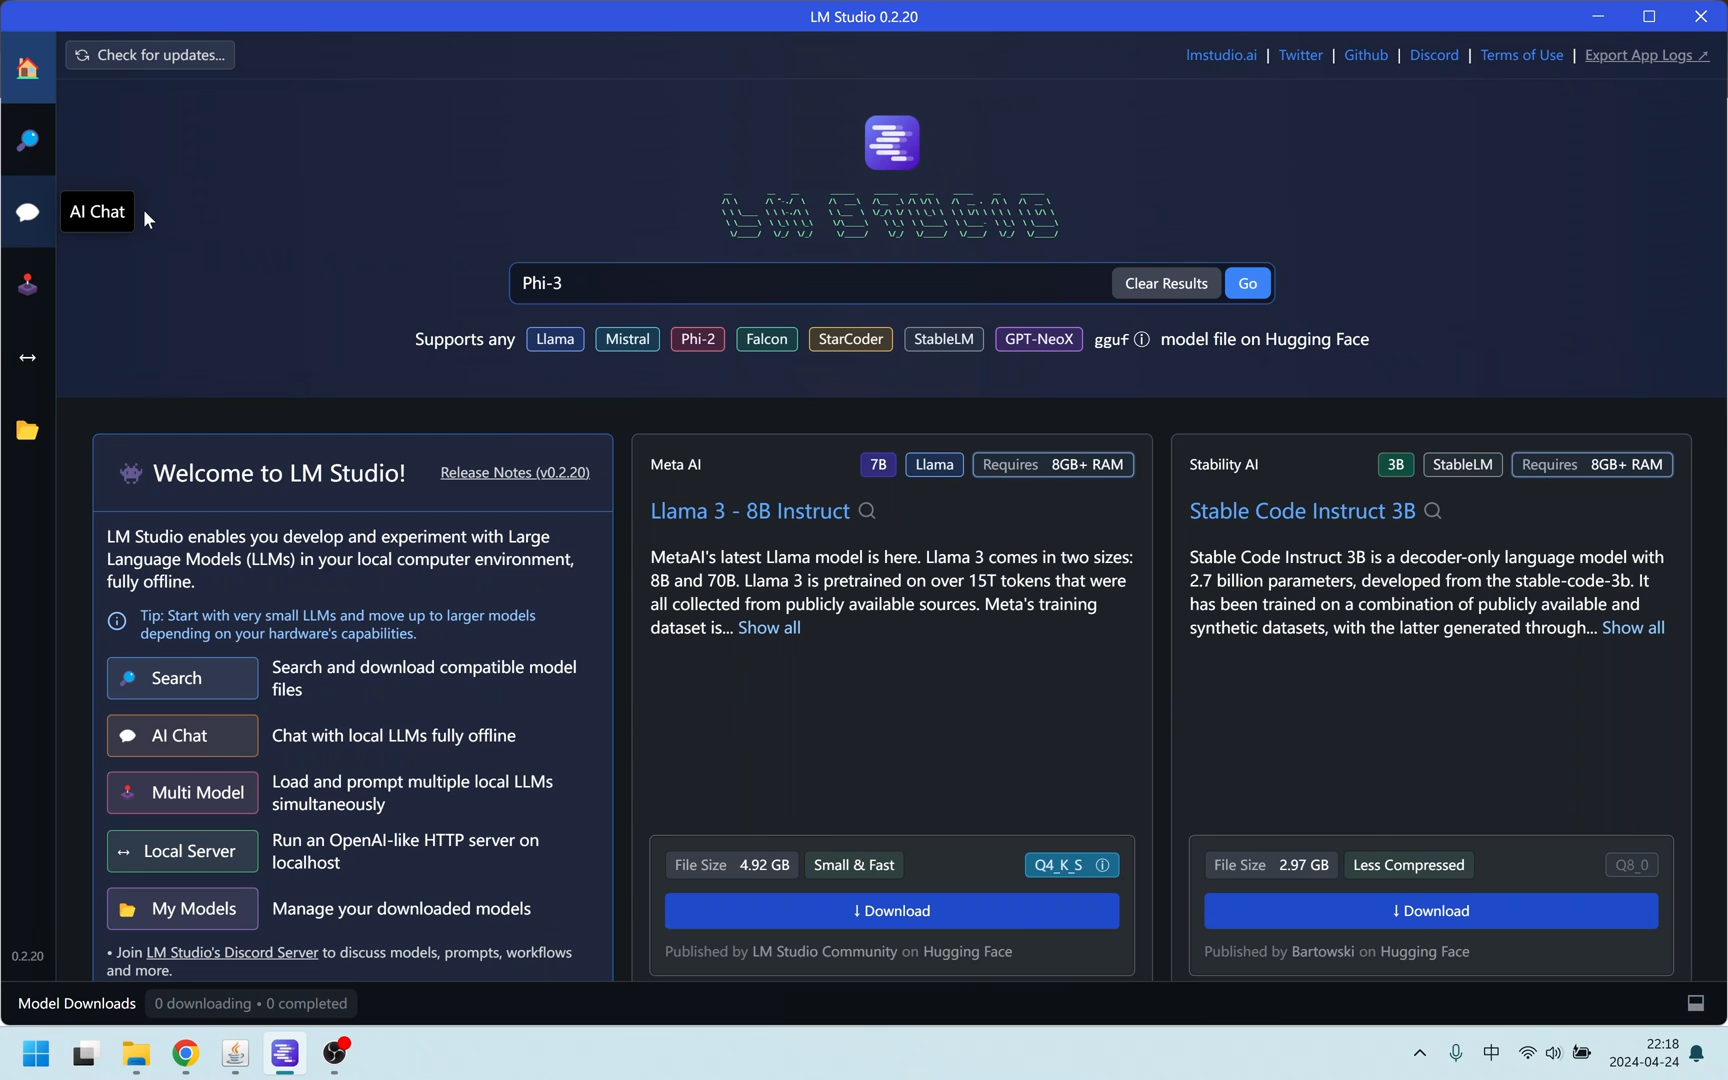 LM Studio 0.2.20
Check for updates...
lmstudio.ai | Twitter | Github | Discord | Terms of Use | Export App Logs ↗
AI Chat
LM STUDIO
Phi-3
Clear Results
Go
Supports any Llama Mistral Phi-2 Falcon StarCoder StableLM GPT-NeoX gguf ⓘ model file on Hugging Face
Welcome to LM Studio!
Release Notes (v0.2.20)
LM Studio enables you develop and experiment with Large
Language Models (LLMs) in your local computer environment,
fully offline.
Tip: Start with very small LLMs and move up to larger models
depending on your hardware's capabilities.
Search
Search and download compatible model
files
AI Chat
Chat with local LLMs fully offline
Multi Model
Load and prompt multiple local LLMs
simultaneously
↔ Local Server
Run an OpenAI-like HTTP server on
localhost
My Models
Manage your downloaded models
• Join LM Studio's Discord Server to discuss models, prompts, workflows
and more.
Meta AI
7B
Llama
Requires 8GB+ RAM
Llama 3 - 8B Instruct
MetaAI's latest Llama model is here. Llama 3 comes in two sizes:
8B and 70B. Llama 3 is pretrained on over 15T tokens that were
all collected from publicly available sources. Meta's training
dataset is... Show all
File Size 4.92 GB
Small & Fast
Q4_K_S ⓘ
↓ Download
Published by LM Studio Community on Hugging Face
Stability AI
3B
StableLM
Requires 8GB+ RAM
Stable Code Instruct 3B
Stable Code Instruct 3B is a decoder-only language model with
2.7 billion parameters, developed from the stable-code-3b. It
has been trained on a combination of publicly available and
synthetic datasets, with the latter generated through... Show all
File Size 2.97 GB
Less Compressed
Q8_0
↓ Download
Published by Bartowski on Hugging Face
0.2.20
Model Downloads
0 downloading • 0 completed
中
22:18
2024-04-24